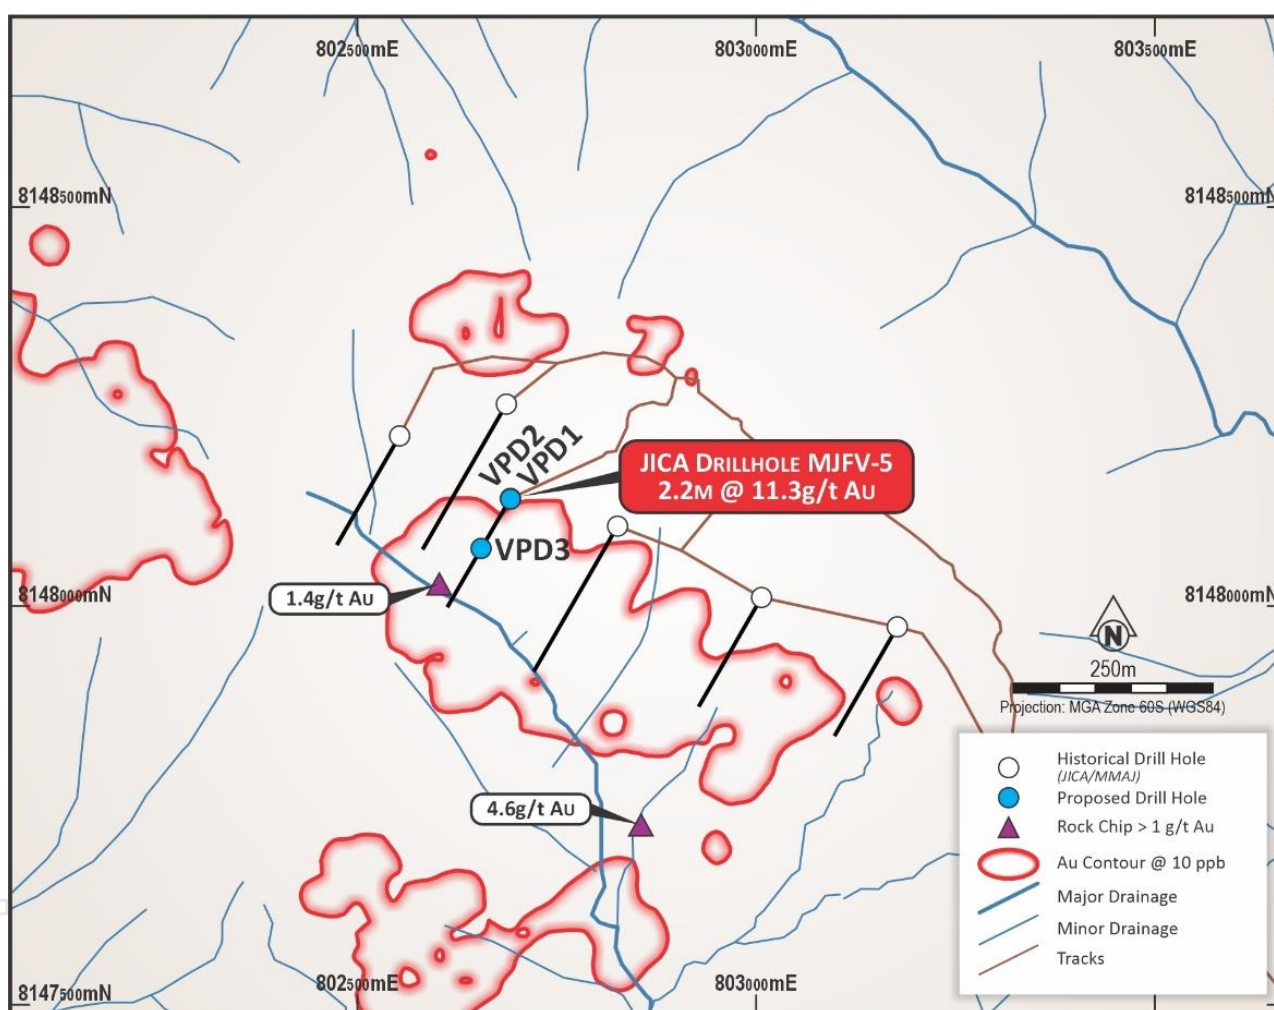 802500mE
803000mE
803500mE
8148500mN
8148500mN
VPD2
VPD1
JICA DRILLHOLE MJFV-5
2.2M @ 11.3g/t AU
VPD3
1.4g/t AU
8148000mN
8148000mN
N
250m
Projection: MGA Zone 60S (WGS84)
4.6g/t AU
Historical Drill Hole
(JICA/MMAJ)
Proposed Drill Hole
Rock Chip > 1 g/t Au
Au Contour @ 10 ppb
Major Drainage
Minor Drainage
Tracks
802500mE
803000mE
8147500mN